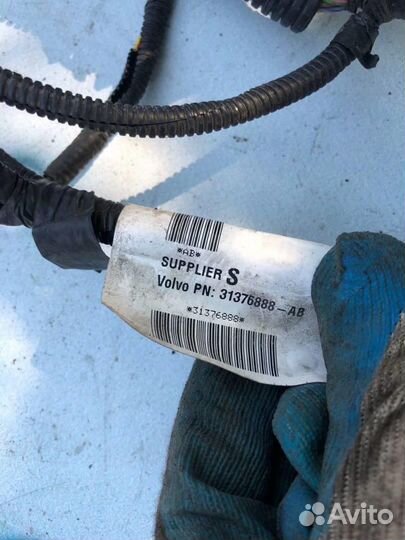 *AB*
SUPPLIER S
Volvo PN: 31376888-AB
*31376888*
Avito